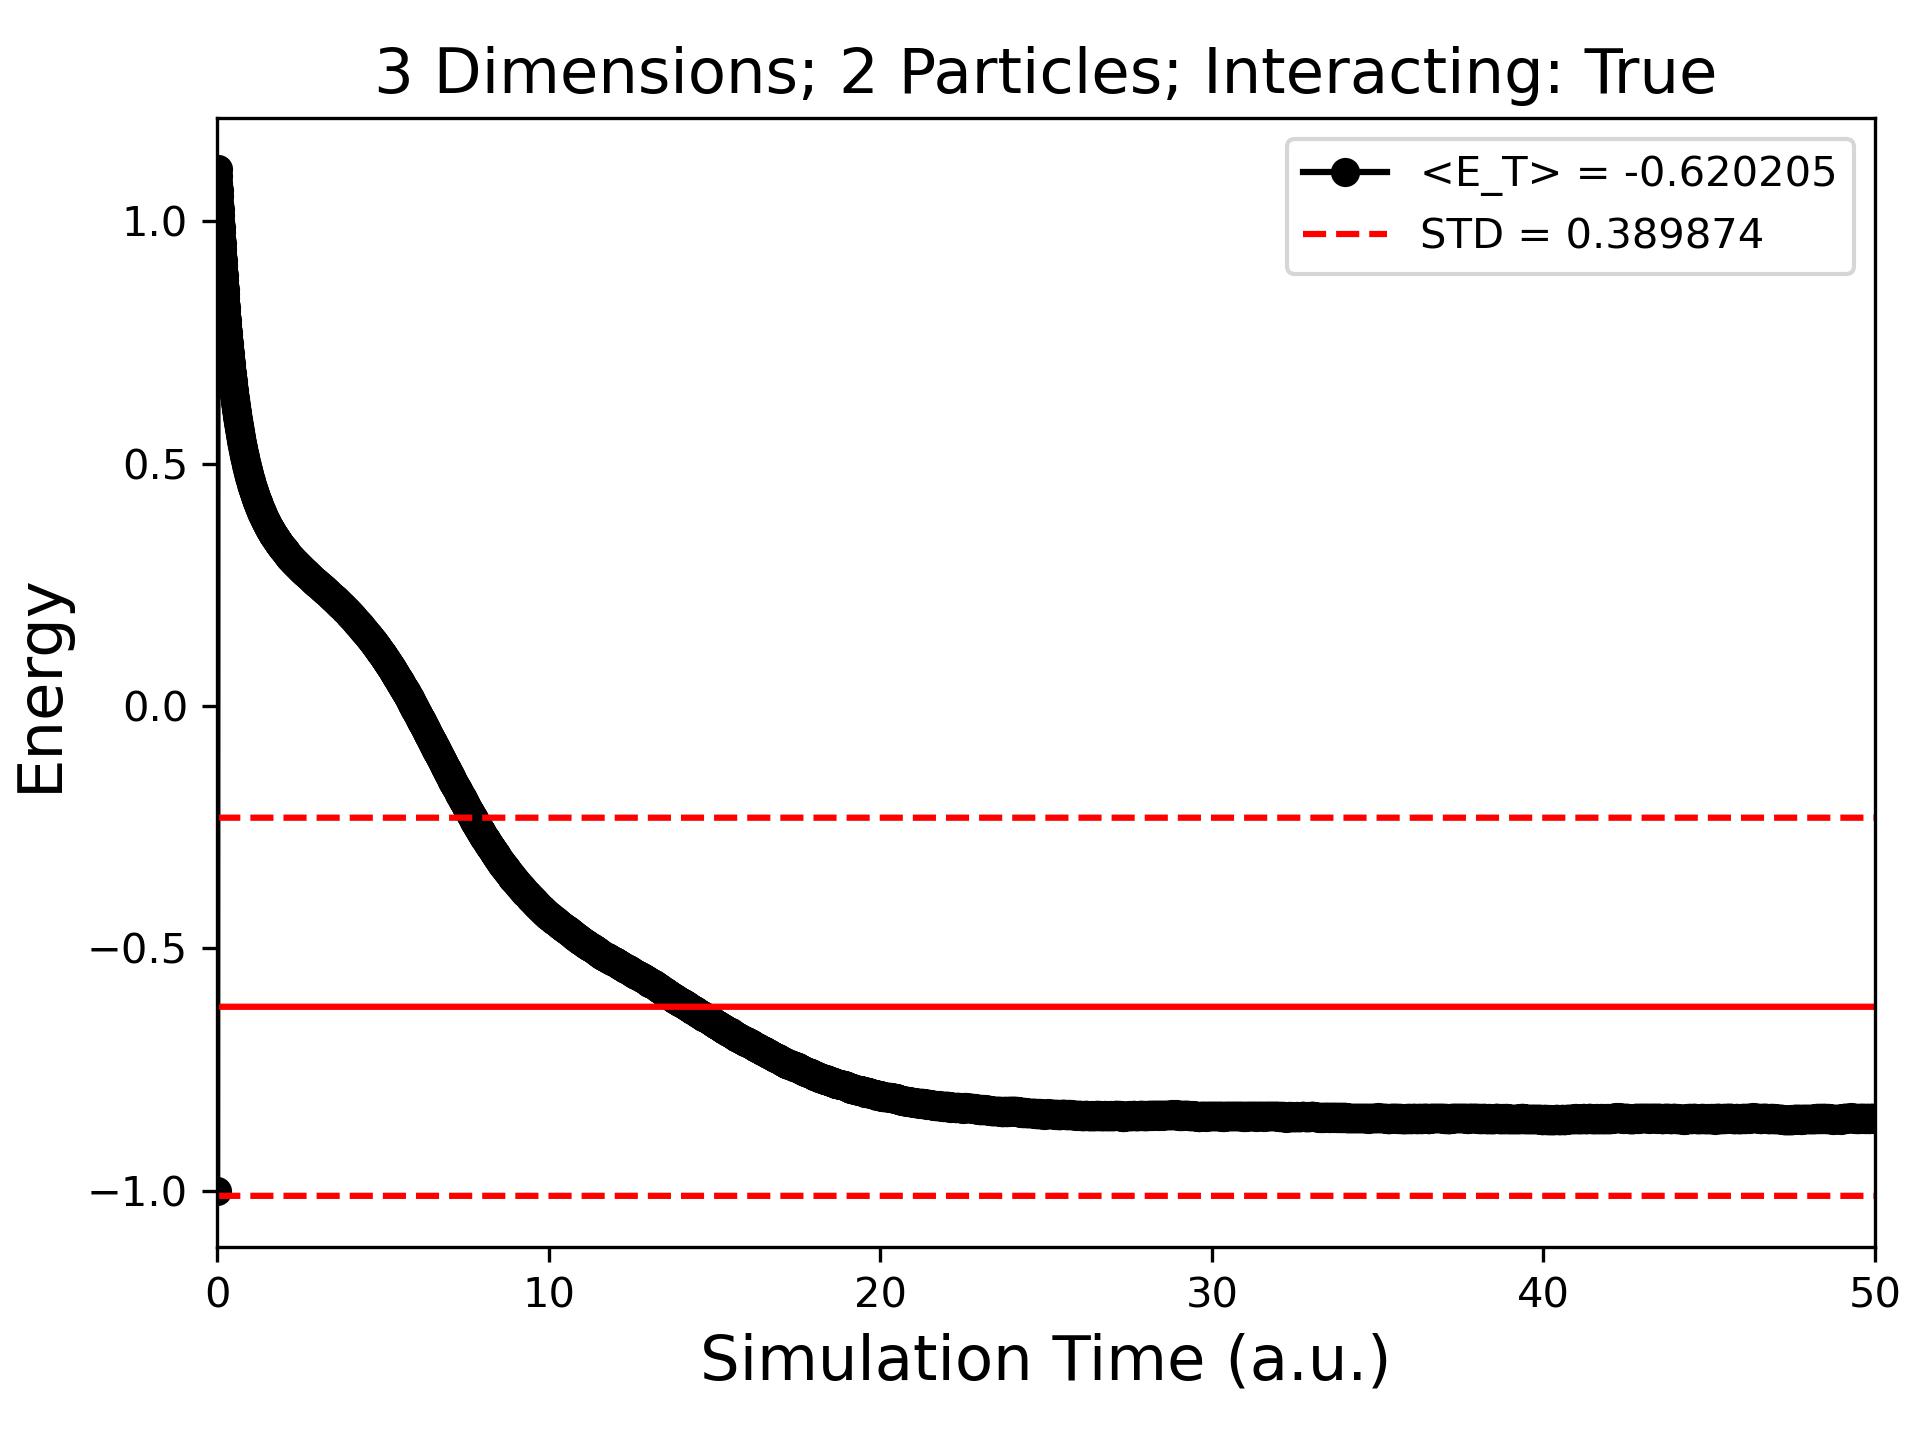 3 Dimensions; 2 Particles; Interacting: True
<E_T> = -0.620205
STD = 0.389874
Energy
1.0
0.5
0.0
−0.5
−1.0
0 10 20 30 40 50
Simulation Time (a.u.)